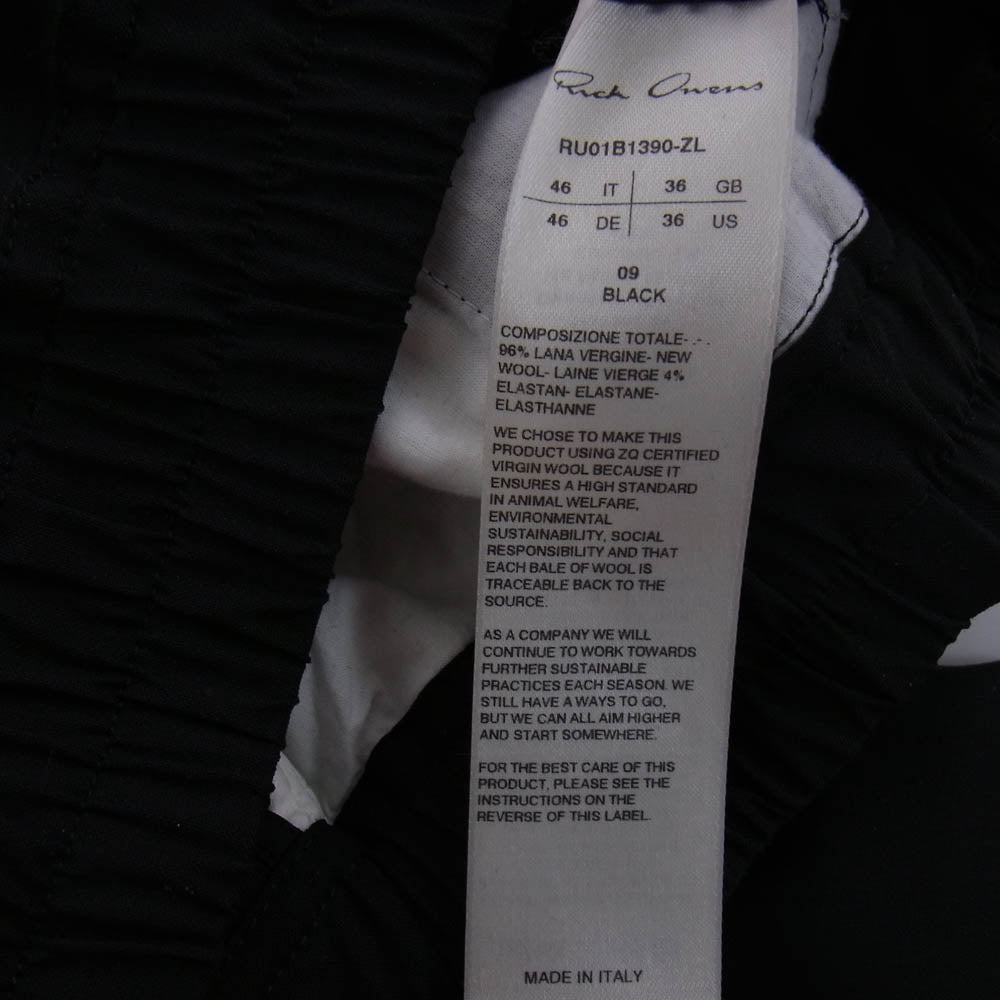 Rick Owens
RU01B1390-ZL
46 IT 36 GB
46 DE 36 US
09
BLACK
COMPOSIZIONE TOTALE- - -
96% LANA VERGINE- NEW
WOOL- LAINE VIERGE 4%
ELASTAN- ELASTANE-
ELASTHANNE
WE CHOSE TO MAKE THIS
PRODUCT USING ZQ CERTIFIED
VIRGIN WOOL BECAUSE IT
ENSURES A HIGH STANDARD
IN ANIMAL WELFARE,
ENVIRONMENTAL
SUSTAINABILITY, SOCIAL
RESPONSIBILITY AND THAT
EACH BALE OF WOOL IS
TRACEABLE BACK TO THE
SOURCE.
AS A COMPANY WE WILL
CONTINUE TO WORK TOWARDS
FURTHER SUSTAINABLE
PRACTICES EACH SEASON. WE
STILL HAVE A WAYS TO GO,
BUT WE CAN ALL AIM HIGHER
AND START SOMEWHERE.
FOR THE BEST CARE OF THIS
PRODUCT, PLEASE SEE THE
INSTRUCTIONS ON THE
REVERSE OF THIS LABEL.
MADE IN ITALY